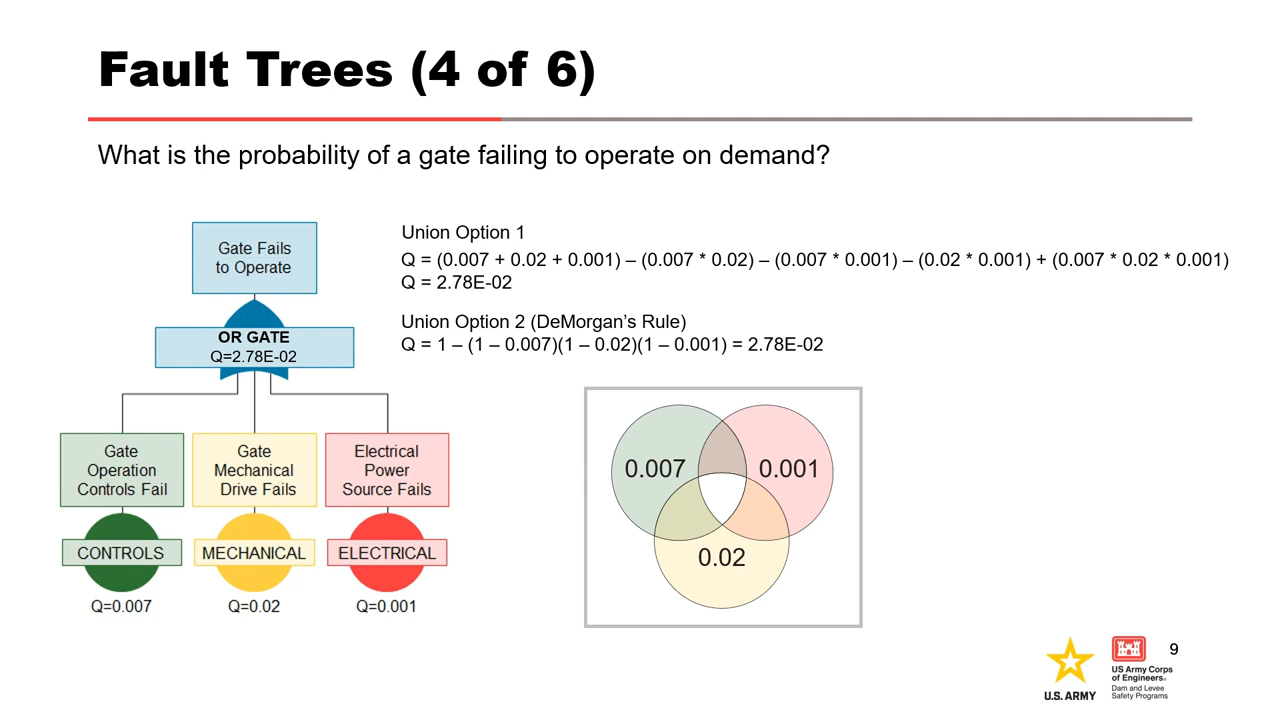 Fault Trees (4 of 6)
What is the probability of a gate failing to operate on demand?
Gate Fails
to Operate
OR GATE
Q=2.78E-02
Gate
Operation
Controls Fail
Gate
Mechanical
Drive Fails
Electrical
Power
Source Fails
CONTROLS
MECHANICAL
ELECTRICAL
Q=0.007
Q=0.02
Q=0.001
Union Option 1
Q = (0.007 + 0.02 + 0.001) – (0.007 * 0.02) – (0.007 * 0.001) – (0.02 * 0.001) + (0.007 * 0.02 * 0.001)
Q = 2.78E-02
Union Option 2 (DeMorgan’s Rule)
Q = 1 – (1 – 0.007)(1 – 0.02)(1 – 0.001) = 2.78E-02
0.007
0.001
0.02
U.S. ARMY
US Army Corps
of Engineers®
Dam and Levee
Safety Programs
9